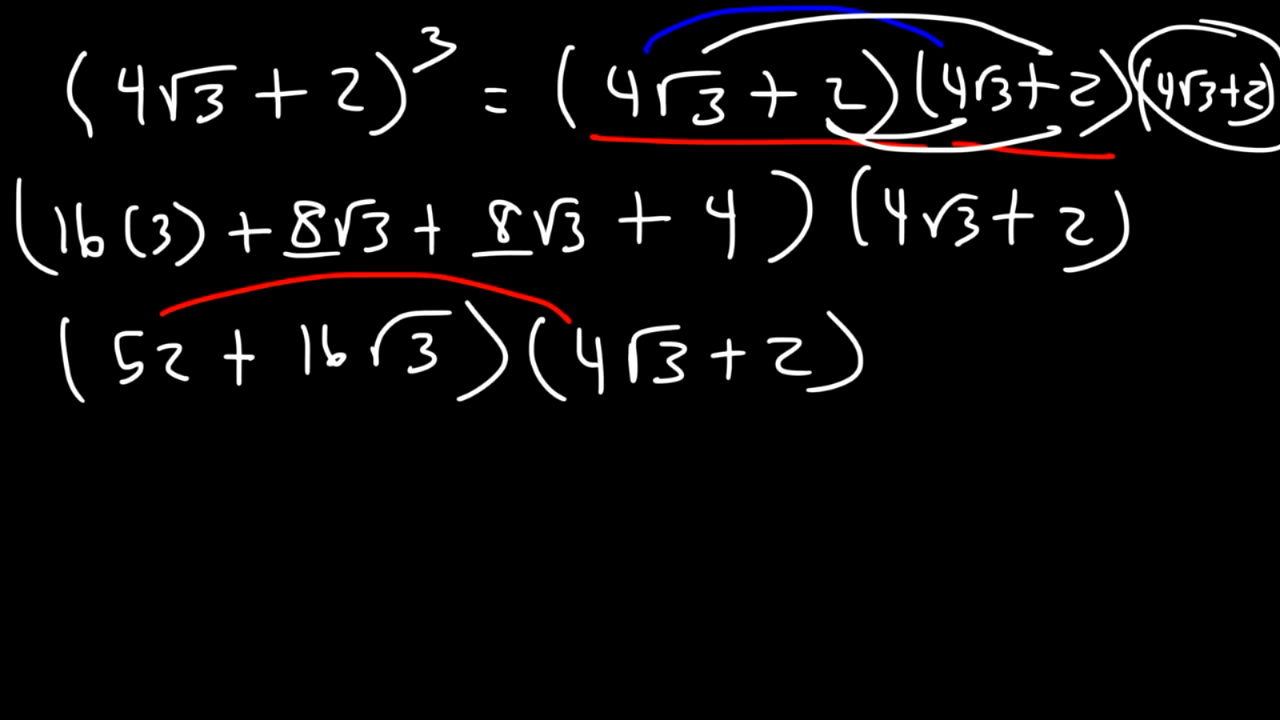 (4√3 + 2)³ = (4√3 + 2)(4√3 + 2)(4√3 + 2)
(16(3) + 8√3 + 8√3 + 4)(4√3 + 2)
(52 + 16√3)(4√3 + 2)